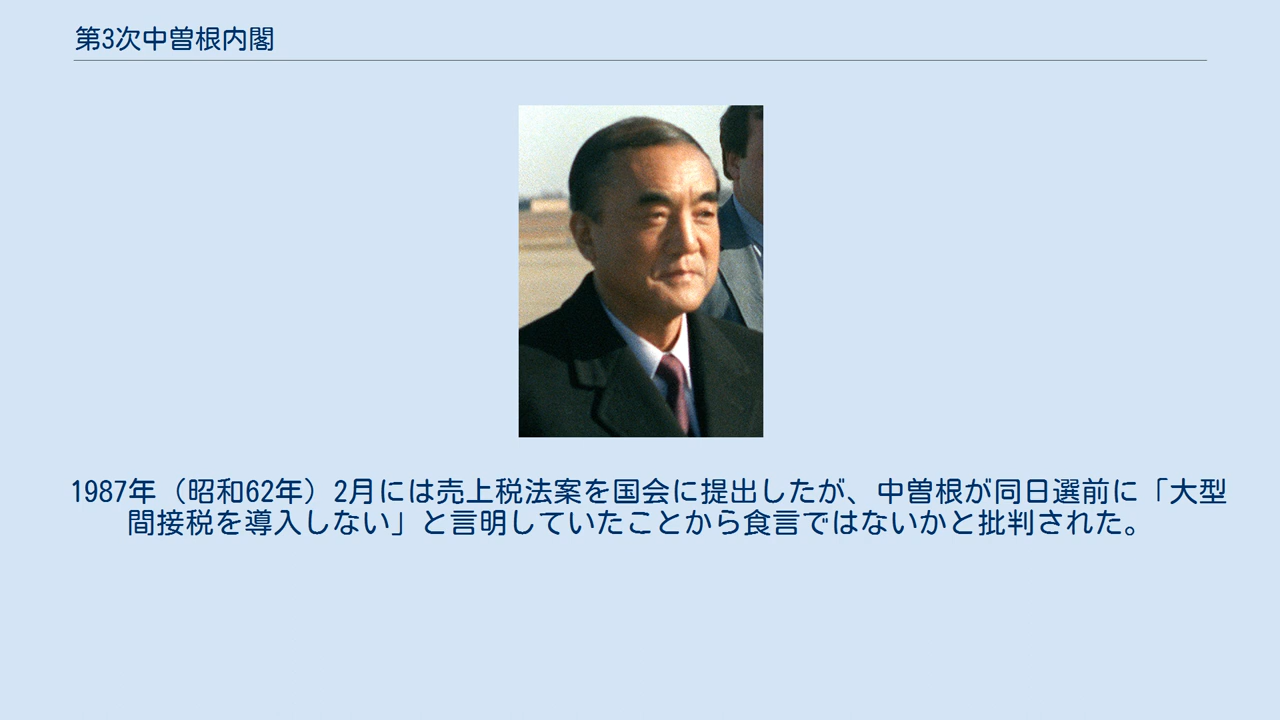 第3次中曽根内閣
1987年（昭和62年）2月には売上税法案を国会に提出したが、中曽根が同日選前に「大型
間接税を導入しない」と言明していたことから食言ではないかと批判された。